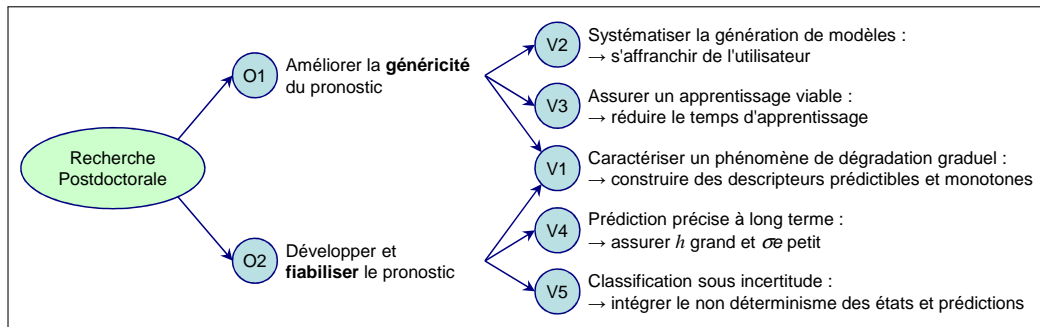 Recherche
Postdoctorale
O1
Améliorer la généricité
du pronostic
O2
Développer et
fiabiliser le pronostic
V2
Systématiser la génération de modèles :
→ s'affranchir de l'utilisateur
V3
Assurer un apprentissage viable :
→ réduire le temps d'apprentissage
V1
Caractériser un phénomène de dégradation graduel :
→ construire des descripteurs prédictibles et monotones
V4
Prédiction précise à long terme :
→ assurer h grand et σe petit
V5
Classification sous incertitude :
→ intégrer le non déterminisme des états et prédictions